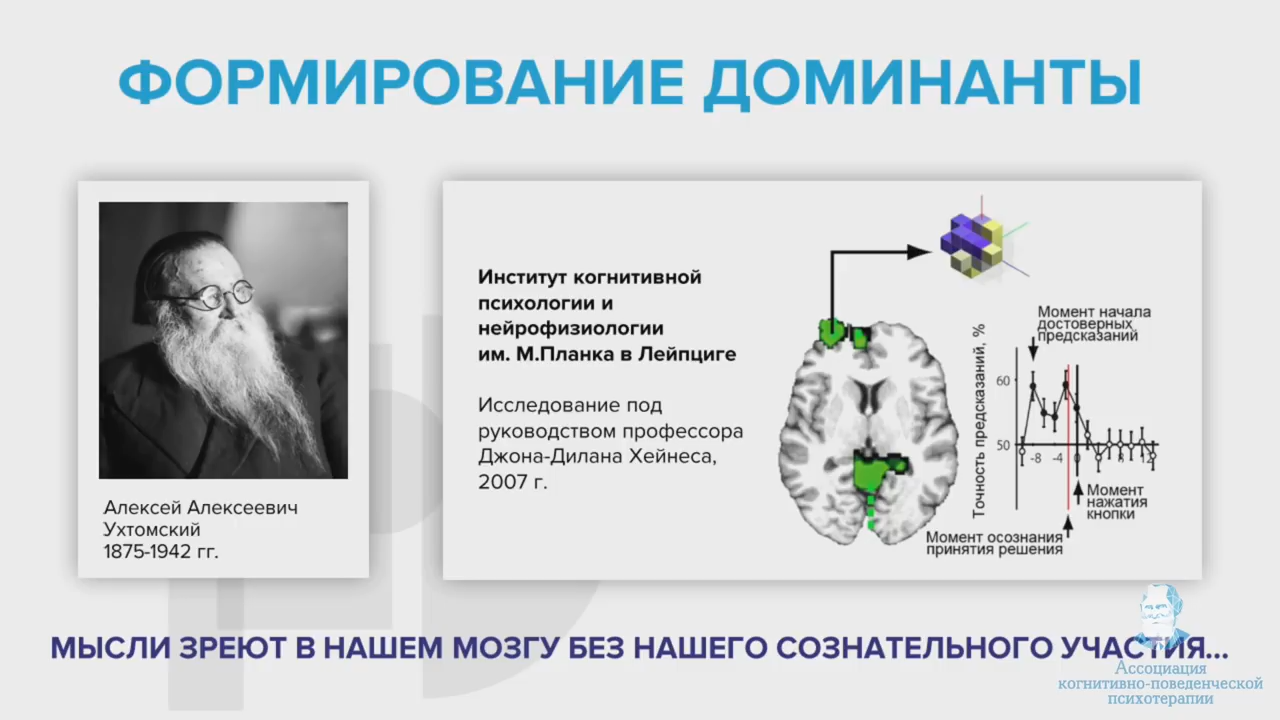 ФОРМИРОВАНИЕ ДОМИНАНТЫ
Алексей Алексеевич
Ухтомский
1875-1942 гг.
Институт когнитивной
психологии и
нейрофизиологии
им. М.Планка в Лейпциге
Исследование под
руководством профессора
Джона-Дилана Хейнеса,
2007 г.
Момент начала
достоверных
предсказаний
Точность предсказаний, %
60
50
-8 -4 0
Момент
нажатия
кнопки
Момент осознания
принятия решения
МЫСЛИ ЗРЕЮТ В НАШЕМ МОЗГУ БЕЗ НАШЕГО СОЗНАТЕЛЬНОГО УЧАСТИЯ...
Ассоциация
когнитивно-поведенческой
психотерапии